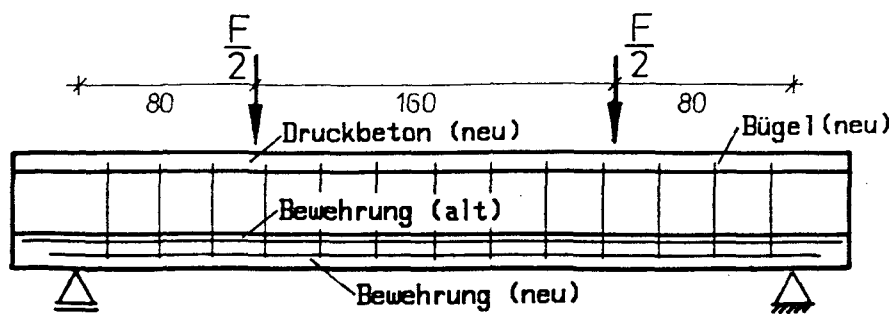 F/2 F/2
80 160 80
Druckbeton (neu)
Bügel (neu)
Bewehrung (alt)
Bewehrung (neu)